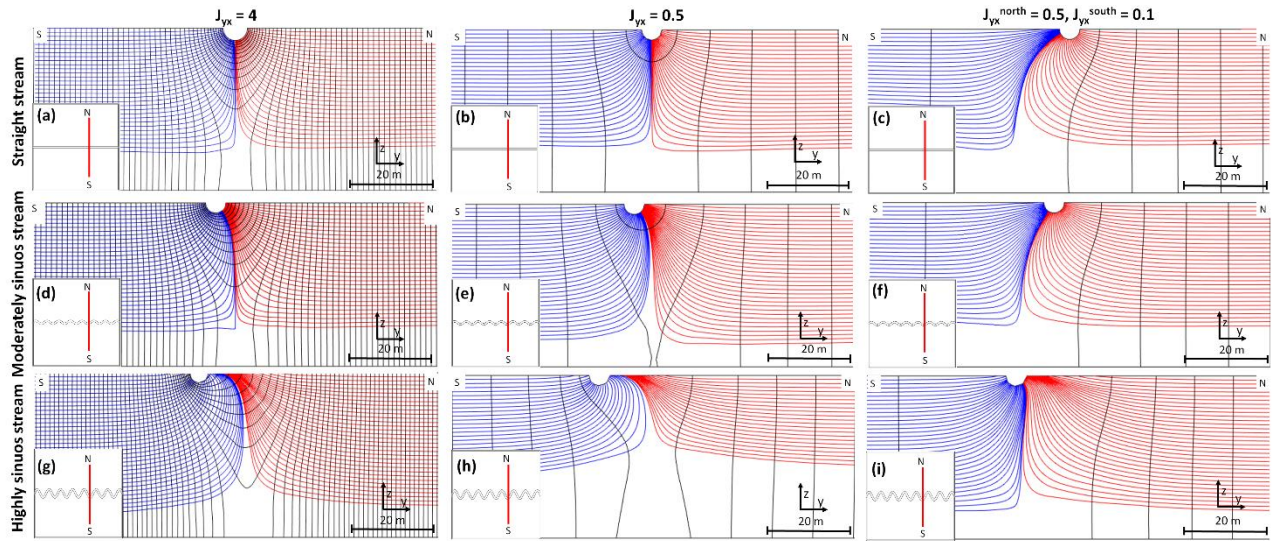 J_yx = 4
J_yx = 0.5
J_yx^north = 0.5, J_yx^south = 0.1
Straight stream
S
N
(a)
N
S
z
y
20 m
S
N
(b)
N
S
z
y
20 m
S
N
(c)
N
S
z
y
20 m
Moderately sinuos stream
S
N
(d)
N
S
z
y
20 m
S
N
(e)
N
S
z
y
20 m
S
N
(f)
N
S
z
y
20 m
Highly sinuos stream
S
N
(g)
N
S
z
y
20 m
S
N
(h)
N
S
z
y
20 m
S
N
(i)
N
S
z
y
20 m